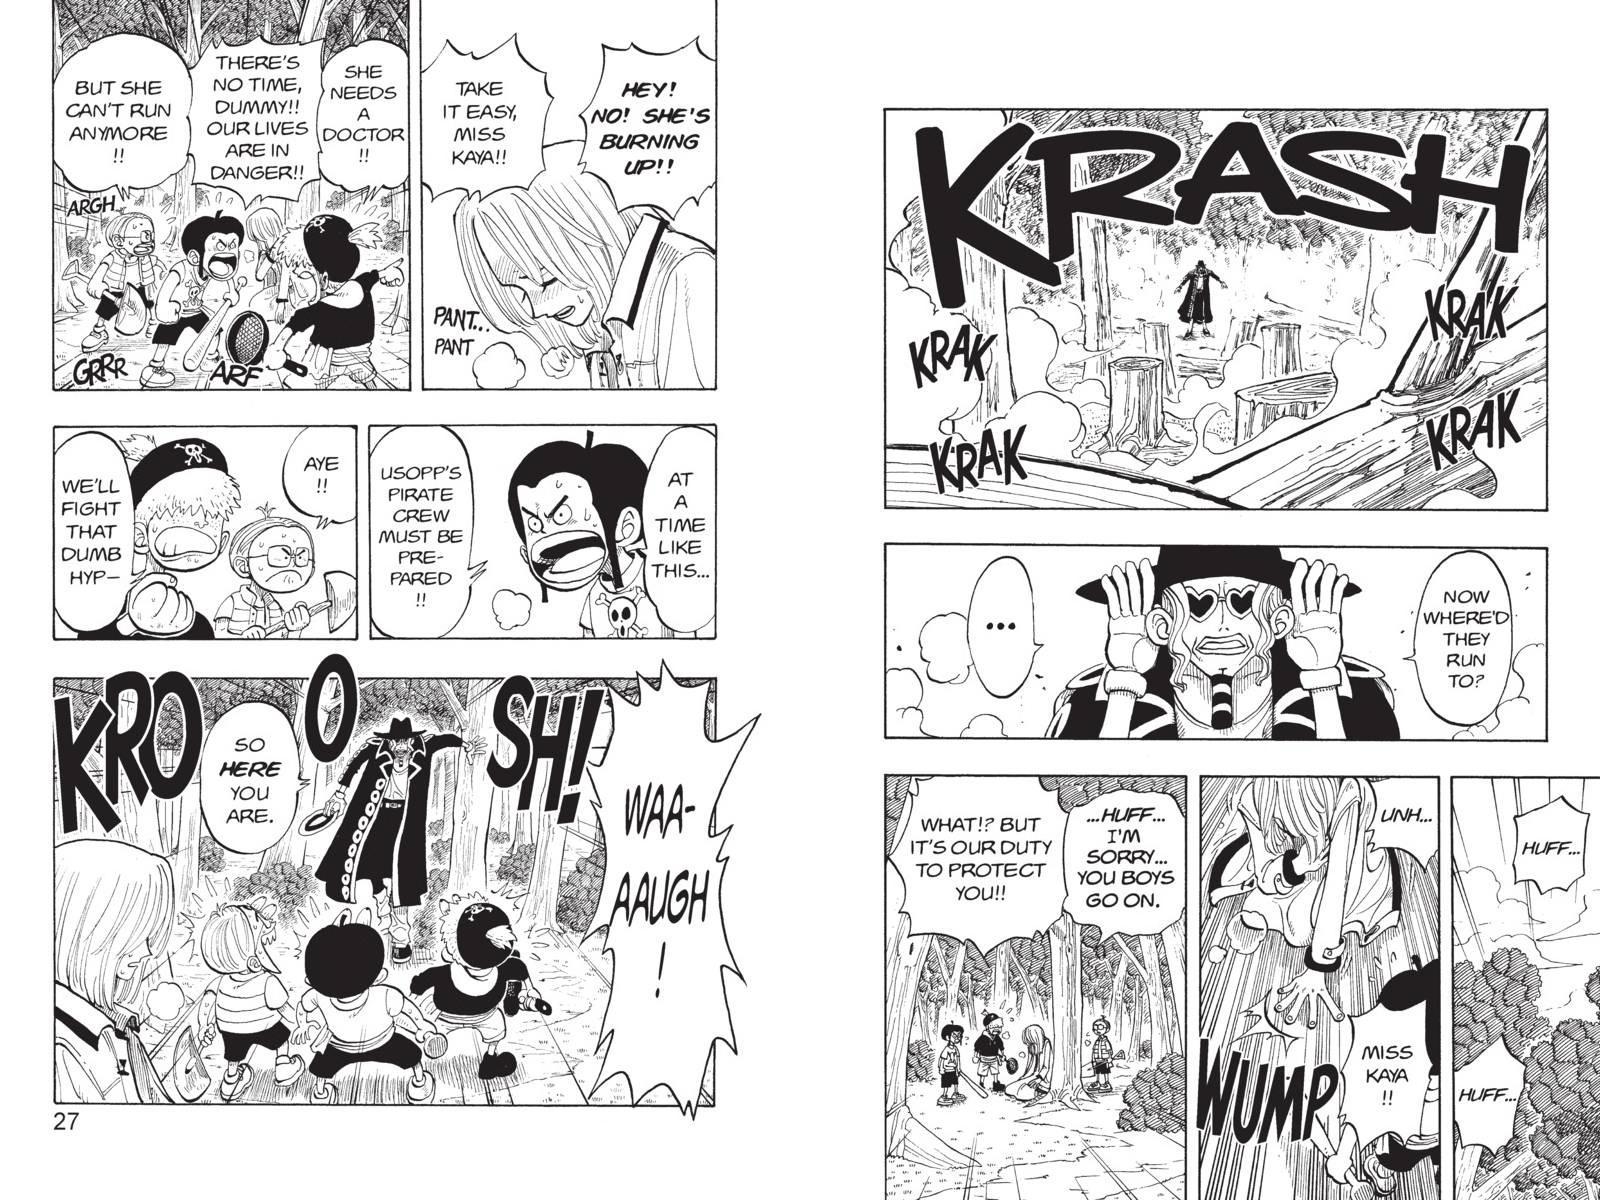 KRASH
KRAK
KRAK
KRAK
KRAK
NOW
WHERE'D
THEY
RUN
TO?
...
HUFF...
HUFF...
UNH...
MISS
KAYA
!!
WUMP
...HUFF...
I'M
SORRY...
YOU BOYS
GO ON.
WHAT!? BUT
IT'S OUR DUTY
TO PROTECT
YOU!!
HEY!
NO! SHE'S
BURNING
UP!!
TAKE
IT EASY,
MISS
KAYA!!
PANT...
PANT
SHE
NEEDS
A
DOCTOR
!!
THERE'S
NO TIME,
DUMMY!!
OUR LIVES
ARE IN
DANGER!!
BUT SHE
CAN'T RUN
ANYMORE
!!
ARGH
GRRR
ARF
AT
A
TIME
LIKE
THIS...
USOPP'S
PIRATE
CREW
MUST BE
PRE-
PARED
!!
AYE
!!
WE'LL
FIGHT
THAT
DUMB
HYP—
KROOSH!
SO
HERE
YOU
ARE.
WAA-
AAUGH
!
27